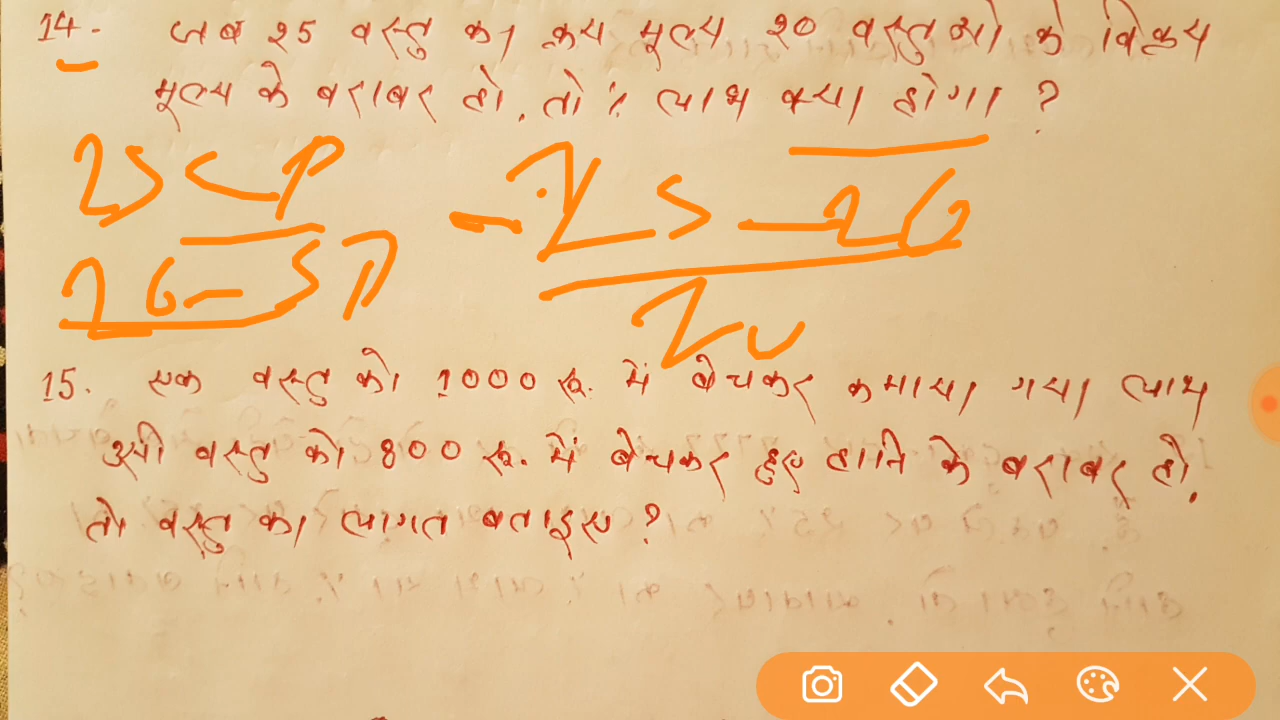 14. जब 25 वस्तु का क्रय मूल्य 20 वस्तुओ के विक्रय
मूल्य के बराबर हो, तो % लाभ क्या होगा ?
25 CP
20 - SP
= 25 - 20
20
15. एक वस्तु को 1000 रू. में बेचकर कमाया गया लाभ
उसी वस्तु को 800 रू. में बेचकर हुए हानि के बराबर हो,
तो वस्तु का लागत बताइए ?